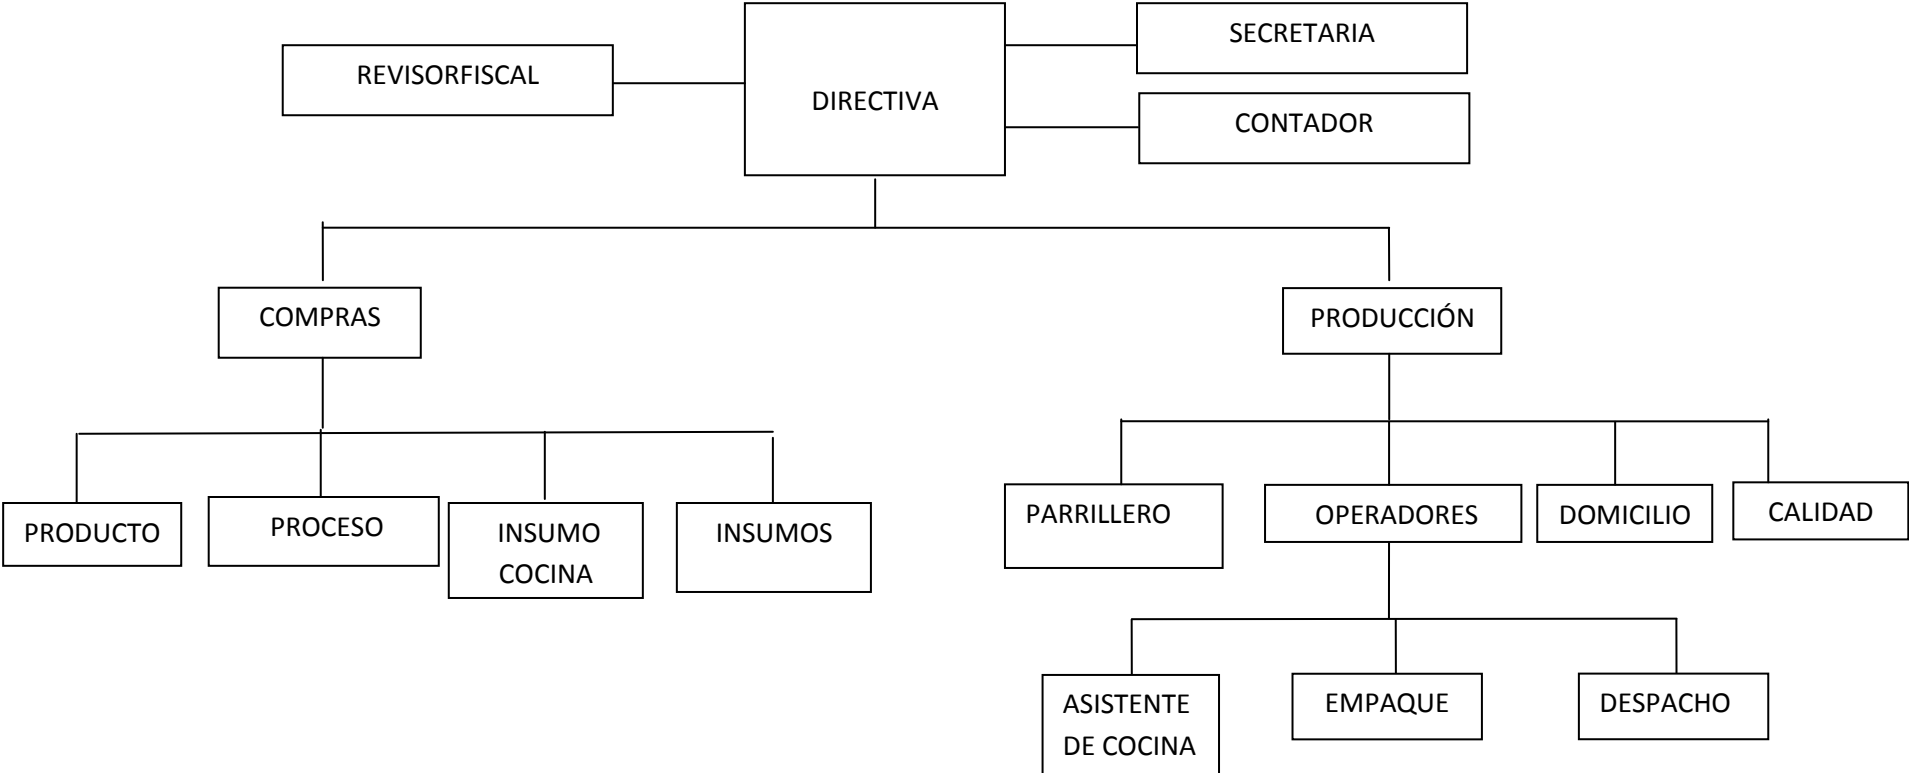 SECRETARIA
REVISORFISCAL
DIRECTIVA
CONTADOR
COMPRAS
PRODUCCIÓN
PRODUCTO
PROCESO
INSUMO
COCINA
INSUMOS
PARRILLERO
OPERADORES
DOMICILIO
CALIDAD
ASISTENTE
DE COCINA
EMPAQUE
DESPACHO